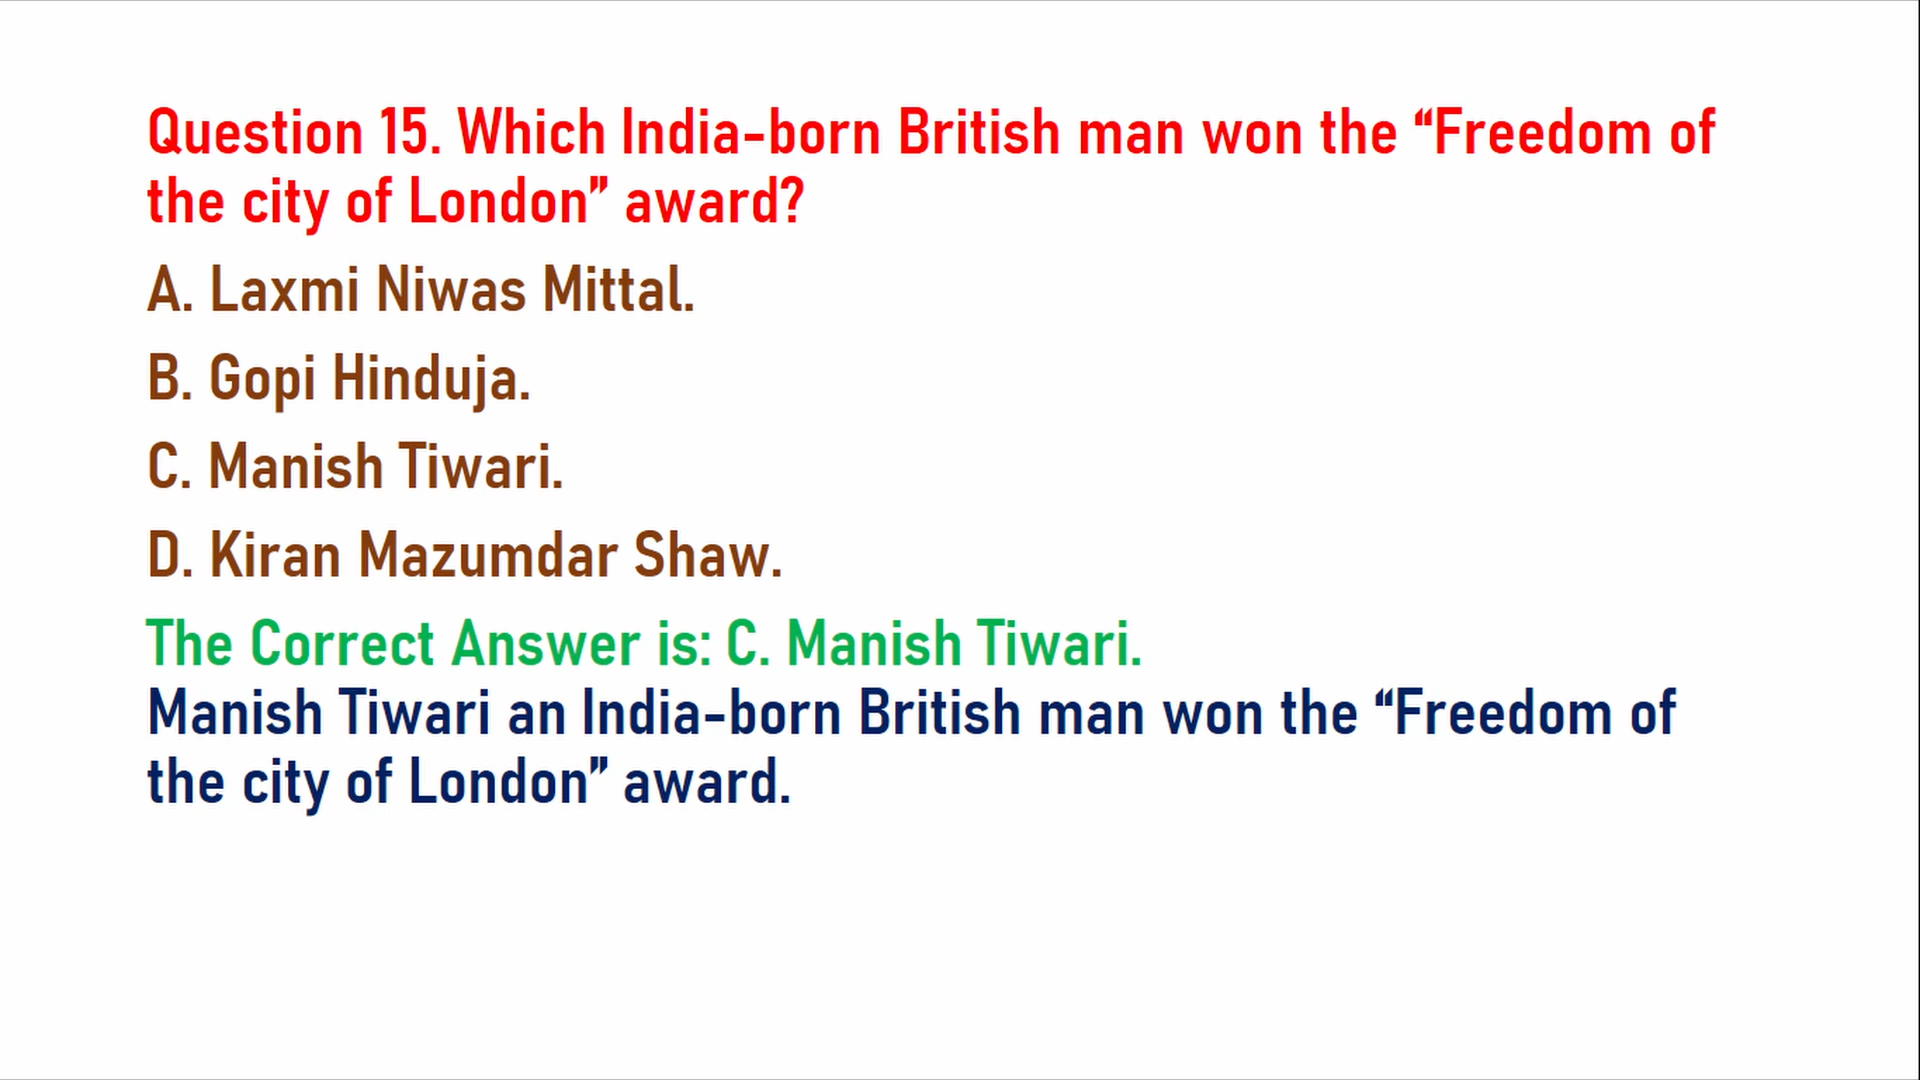 Question 15. Which India-born British man won the “Freedom of
the city of London” award?
A. Laxmi Niwas Mittal.
B. Gopi Hinduja.
C. Manish Tiwari.
D. Kiran Mazumdar Shaw.
The Correct Answer is: C. Manish Tiwari.
Manish Tiwari an India-born British man won the “Freedom of
the city of London” award.